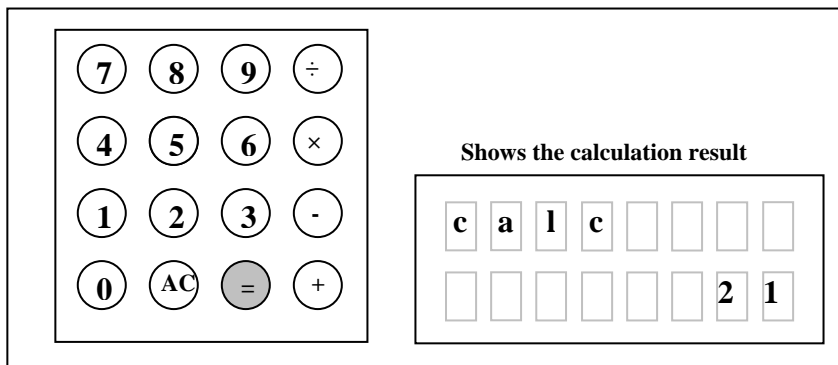 7 8 9 ÷
4 5 6 ×
1 2 3 -
0 AC = +
Shows the calculation result
c a l c
2 1